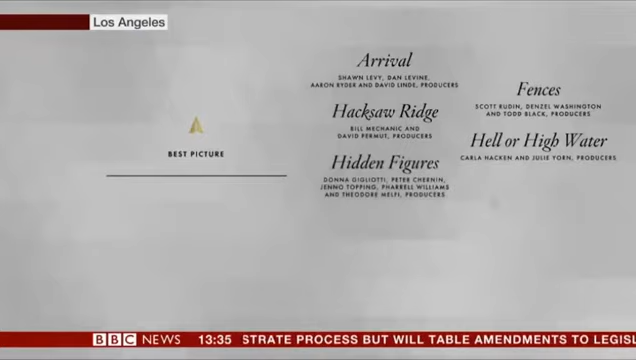 Los Angeles
Arrival
SHAWN LEVY, DAN LEVINE,
AARON RYDER AND DAVID LINDE, PRODUCERS
Hacksaw Ridge
BILL MECHANIC AND
DAVID PERMUT, PRODUCERS
Hidden Figures
DONNA GIGLIOTTI, PETER CHERNIN,
JENNO TOPPING, PHARRELL WILLIAMS
AND THEODORE MELFI, PRODUCERS
Fences
SCOTT RUDIN, DENZEL WASHINGTON
AND TODD BLACK, PRODUCERS
Hell or High Water
CARLA HACKEN AND JULIE YORN, PRODUCERS
BEST PICTURE
BBC NEWS 13:35 STRATE PROCESS BUT WILL TABLE AMENDMENTS TO LEGISL